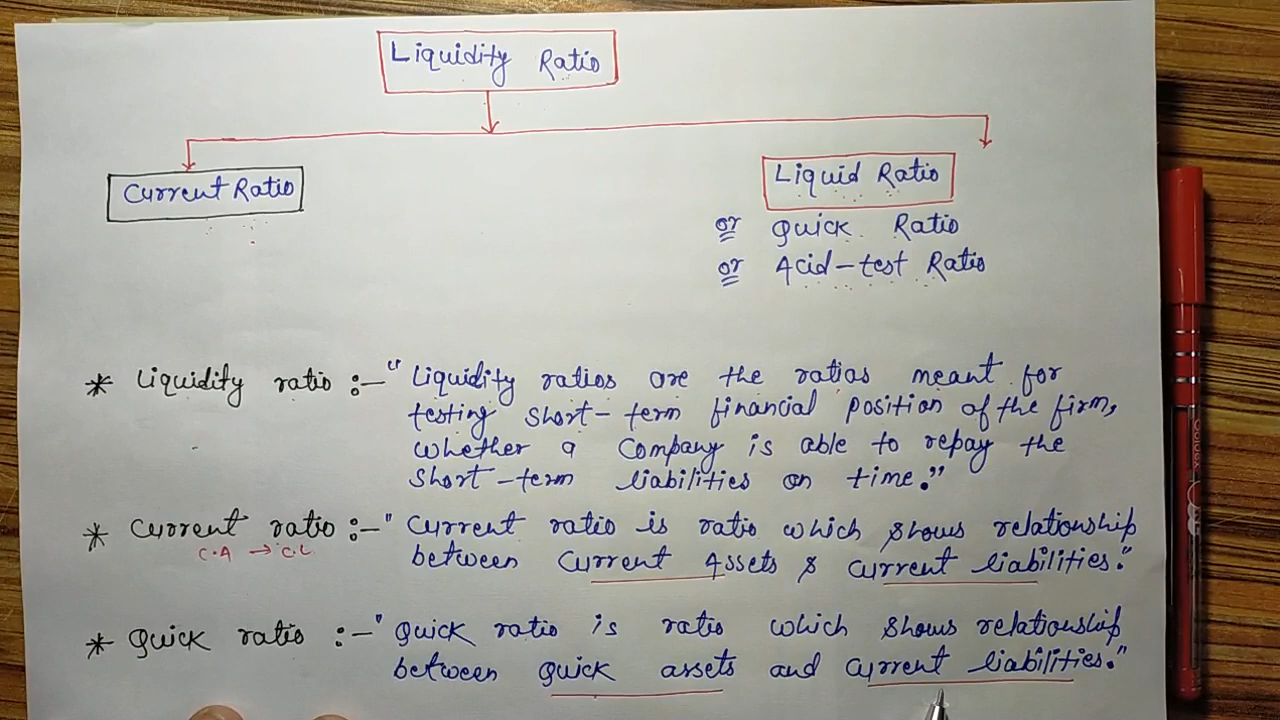 Liquidity Ratio
Current Ratio
Liquid Ratio
or Quick Ratio
or Acid-test Ratio
* Liquidity ratio :- "Liquidity ratios are the ratios meant for
testing short-term financial position of the firm,
whether a company is able to repay the
short-term liabilities on time."
* Current ratio :- "Current ratio is ratio which shows relationship
C.A → C.L
between Current Assets & current liabilities."
* Quick ratio :- "Quick ratio is ratio which shows relationship
between quick assets and current liabilities."